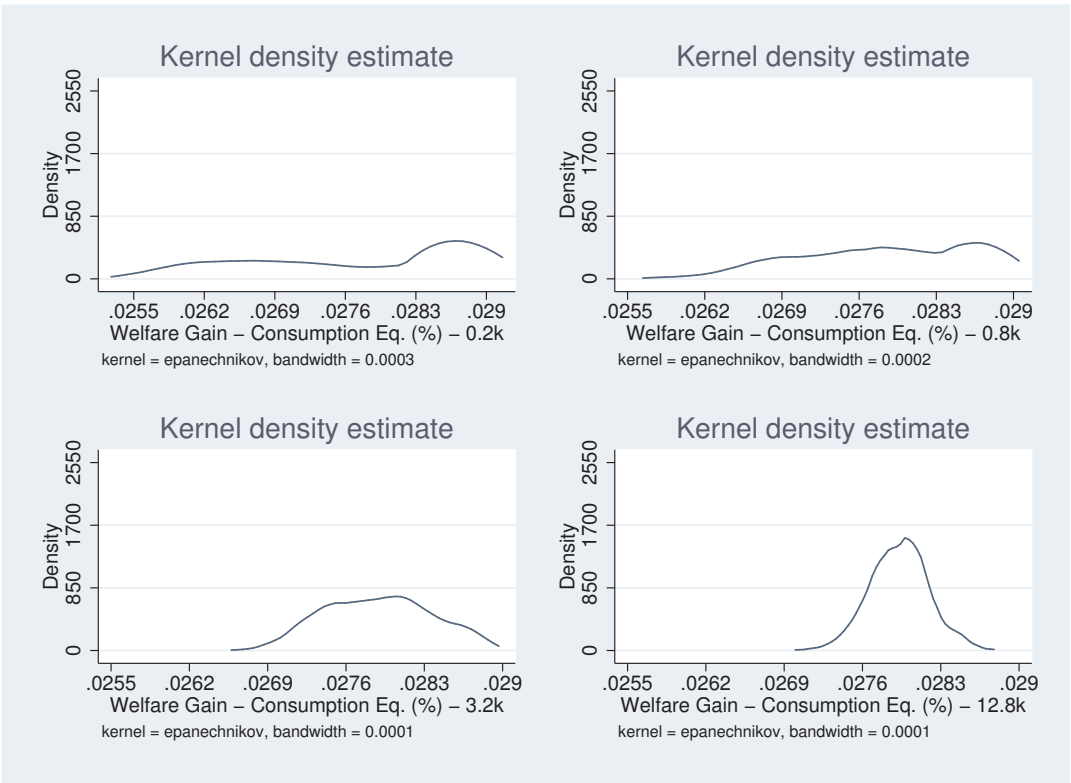 Kernel density estimate
Density
2550
1700
850
0
.0255 .0262 .0269 .0276 .0283 .029
Welfare Gain − Consumption Eq. (%) − 0.2k
kernel = epanechnikov, bandwidth = 0.0003
Kernel density estimate
Density
2550
1700
850
0
.0255 .0262 .0269 .0276 .0283 .029
Welfare Gain − Consumption Eq. (%) − 0.8k
kernel = epanechnikov, bandwidth = 0.0002
Kernel density estimate
Density
2550
1700
850
0
.0255 .0262 .0269 .0276 .0283 .029
Welfare Gain − Consumption Eq. (%) − 3.2k
kernel = epanechnikov, bandwidth = 0.0001
Kernel density estimate
Density
2550
1700
850
0
.0255 .0262 .0269 .0276 .0283 .029
Welfare Gain − Consumption Eq. (%) − 12.8k
kernel = epanechnikov, bandwidth = 0.0001